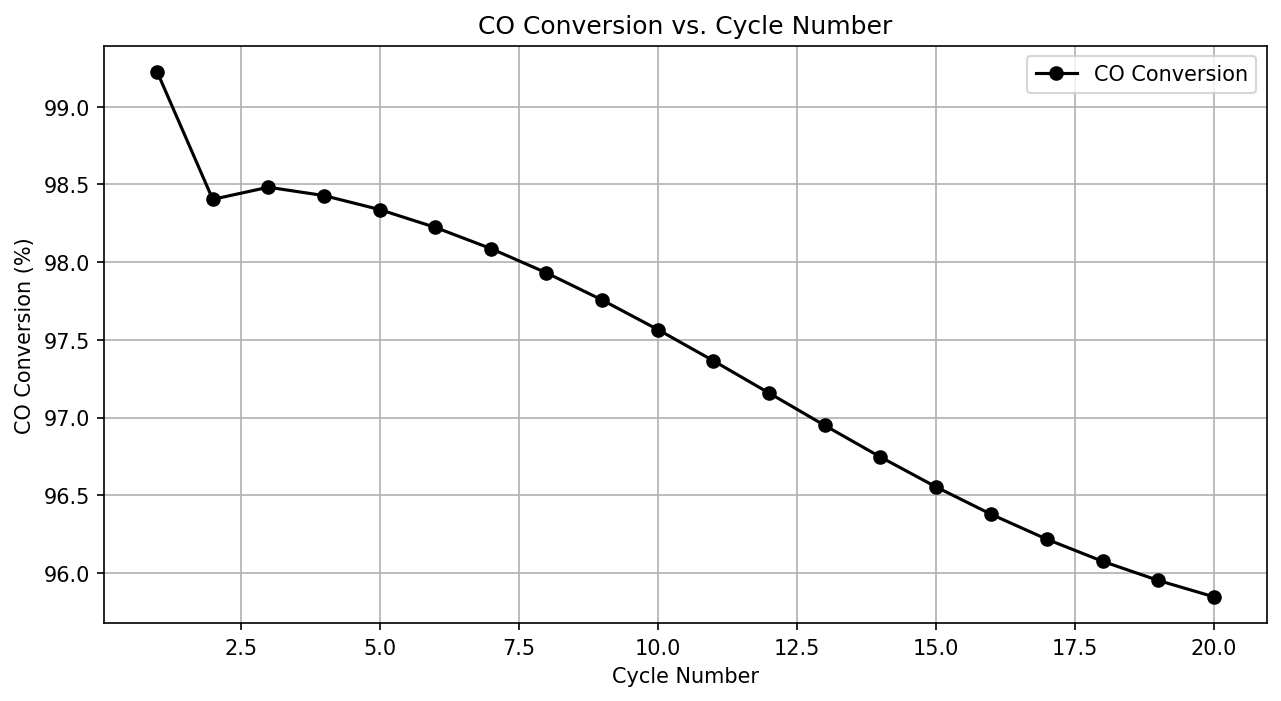 CO Conversion vs. Cycle Number
CO Conversion
99.0
98.5
98.0
97.5
97.0
96.5
96.0
CO Conversion (%)
2.5 5.0 7.5 10.0 12.5 15.0 17.5 20.0
Cycle Number